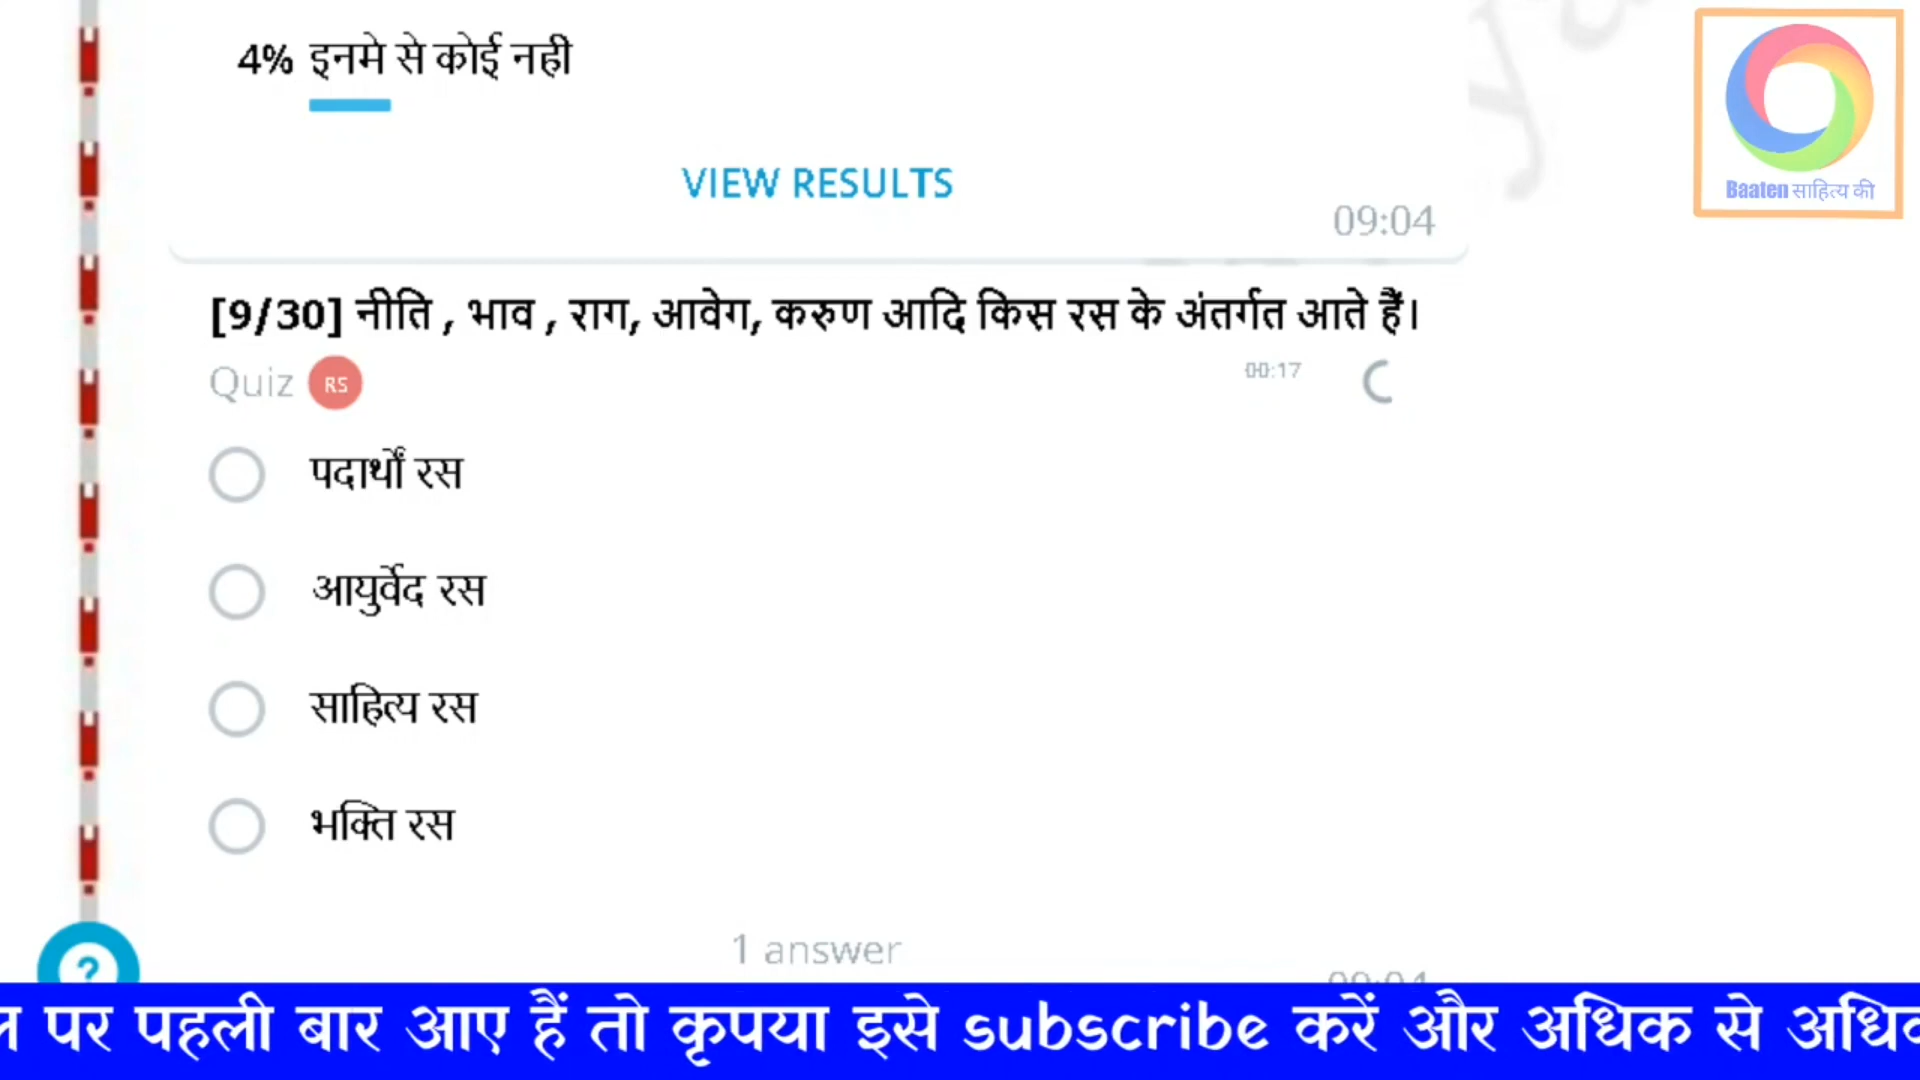 4% इनमे से कोई नही
VIEW RESULTS
09:04
Baaten साहित्य की
[9/30] नीति , भाव , राग, आवेग, करुण आदि किस रस के अंतर्गत आते हैं।
Quiz RS
00:17
पदार्थों रस
आयुर्वेद रस
साहित्य रस
भक्ति रस
1 answer
?
पर पहली बार आए हैं तो कृपया इसे subscribe करें और अधिक से